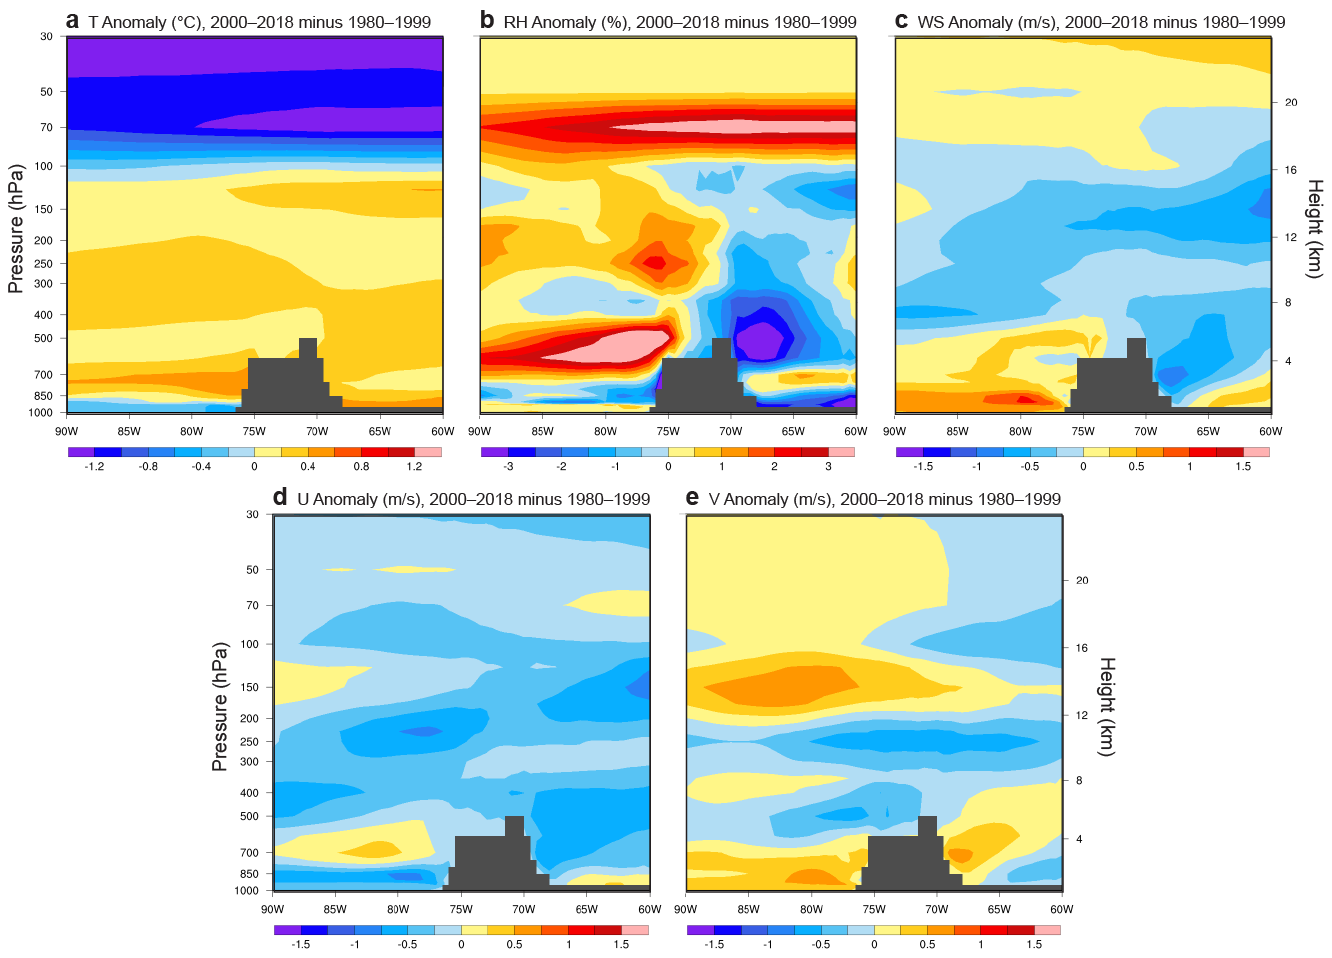 a T Anomaly (°C), 2000–2018 minus 1980–1999
b RH Anomaly (%), 2000–2018 minus 1980–1999
c WS Anomaly (m/s), 2000–2018 minus 1980–1999
Pressure (hPa)
30
50
70
100
150
200
250
300
400
500
700
850
1000
90W 85W 80W 75W 70W 65W 60W
-1.2 -0.8 -0.4 0 0.4 0.8 1.2
90W 85W 80W 75W 70W 65W 60W
-3 -2 -1 0 1 2 3
20
16
12
8
4
Height (km)
90W 85W 80W 75W 70W 65W 60W
-1.5 -1 -0.5 0 0.5 1 1.5
d U Anomaly (m/s), 2000–2018 minus 1980–1999
e V Anomaly (m/s), 2000–2018 minus 1980–1999
Pressure (hPa)
30
50
70
100
150
200
250
300
400
500
700
850
1000
90W 85W 80W 75W 70W 65W 60W
-1.5 -1 -0.5 0 0.5 1 1.5
20
16
12
8
4
Height (km)
90W 85W 80W 75W 70W 65W 60W
-1.5 -1 -0.5 0 0.5 1 1.5